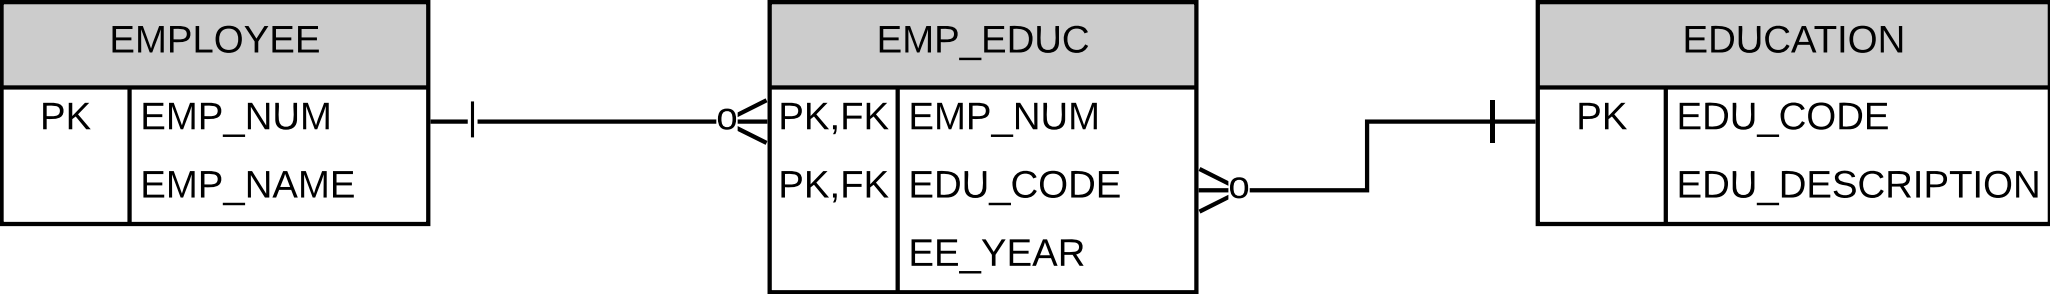 EMPLOYEE
PK EMP_NUM
EMP_NAME
EMP_EDUC
PK,FK EMP_NUM
PK,FK EDU_CODE
EE_YEAR
EDUCATION
PK EDU_CODE
EDU_DESCRIPTION